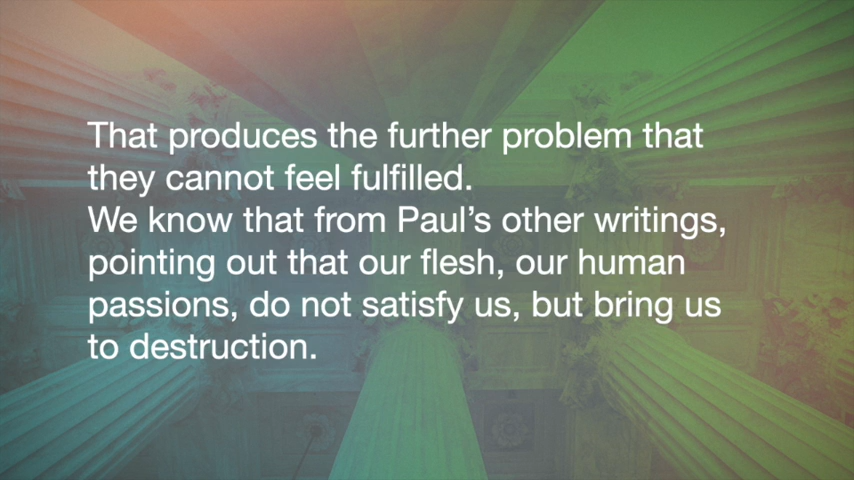 That produces the further problem that
they cannot feel fulfilled.
We know that from Paul’s other writings,
pointing out that our flesh, our human
passions, do not satisfy us, but bring us
to destruction.